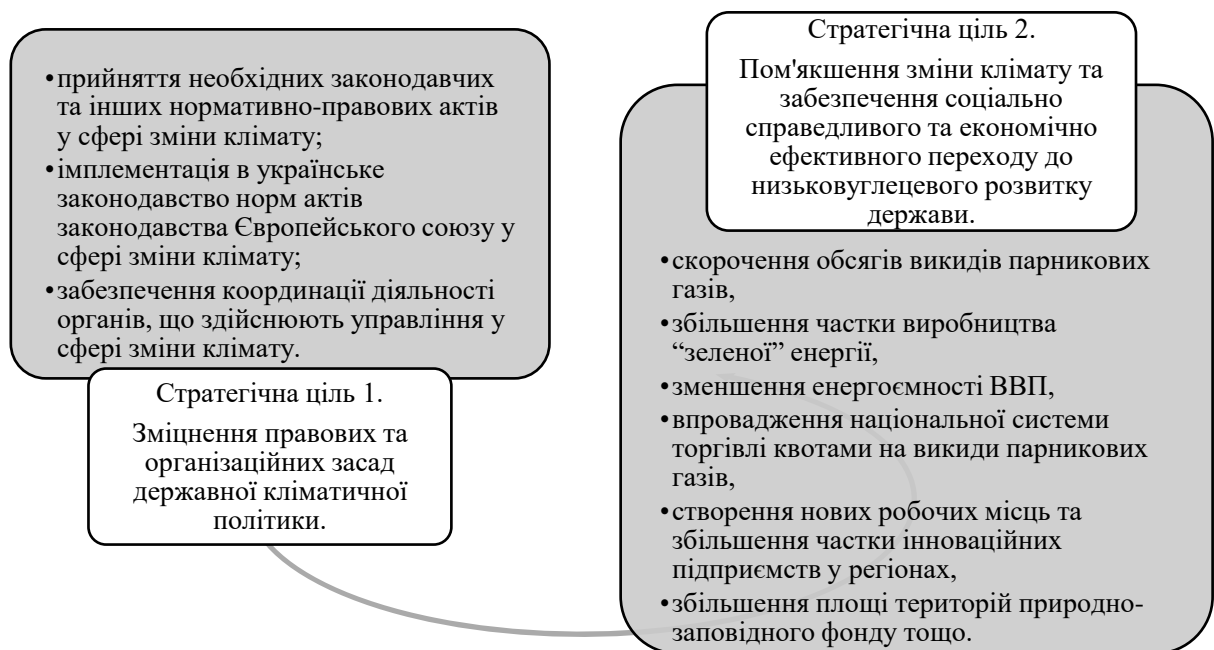 •прийняття необхідних законодавчих
та інших нормативно-правових актів
у сфері зміни клімату;
•імплементація в українське
законодавство норм актів
законодавства Європейського союзу у
сфері зміни клімату;
•забезпечення координації діяльності
органів, що здійснюють управління у
сфері зміни клімату.
Стратегічна ціль 1.
Зміцнення правових та
організаційних засад
державної кліматичної
політики.
Стратегічна ціль 2.
Пом'якшення зміни клімату та
забезпечення соціально
справедливого та економічно
ефективного переходу до
низьковуглецевого розвитку
держави.
•скорочення обсягів викидів парникових
газів,
•збільшення частки виробництва
“зеленої” енергії,
•зменшення енергоємності ВВП,
•впровадження національної системи
торгівлі квотами на викиди парникових
газів,
•створення нових робочих місць та
збільшення частки інноваційних
підприємств у регіонах,
•збільшення площі територій природно-
заповідного фонду тощо.